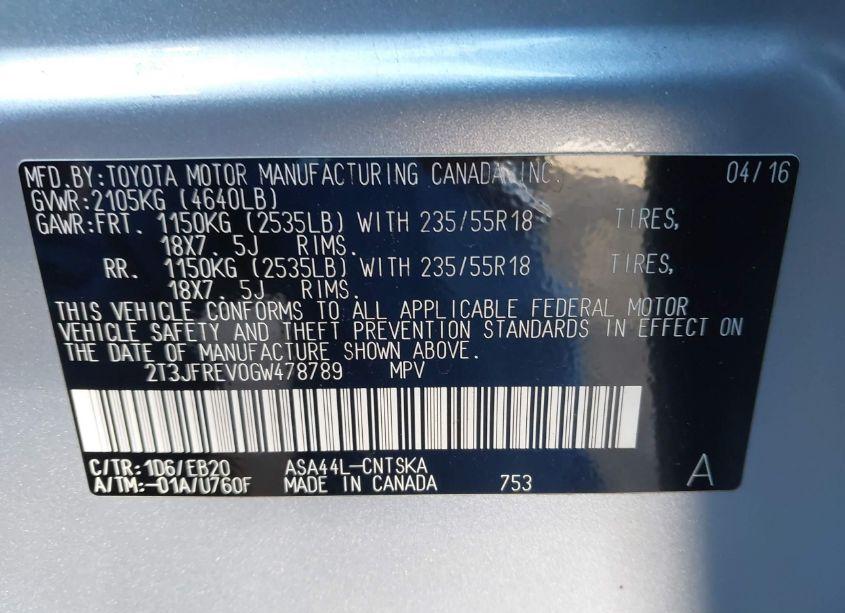 MFD.BY:TOYOTA MOTOR MANUFACTURING CANADA INC. 04/16
GVWR:2105KG (4640LB)
GAWR:FRT. 1150KG (2535LB) WITH 235/55R18 TIRES,
18X7. 5J RIMS.
RR. 1150KG (2535LB) WITH 235/55R18 TIRES,
18X7. 5J RIMS.
THIS VEHICLE CONFORMS TO ALL APPLICABLE FEDERAL MOTOR
VEHICLE SAFETY AND THEFT PREVENTION STANDARDS IN EFFECT ON
THE DATE OF MANUFACTURE SHOWN ABOVE.
2T3JFREV0GW478789 MPV
C/TR:1D6/EB20 ASA44L-CNTSKA A
A/TM:-01A/U760F MADE IN CANADA 753